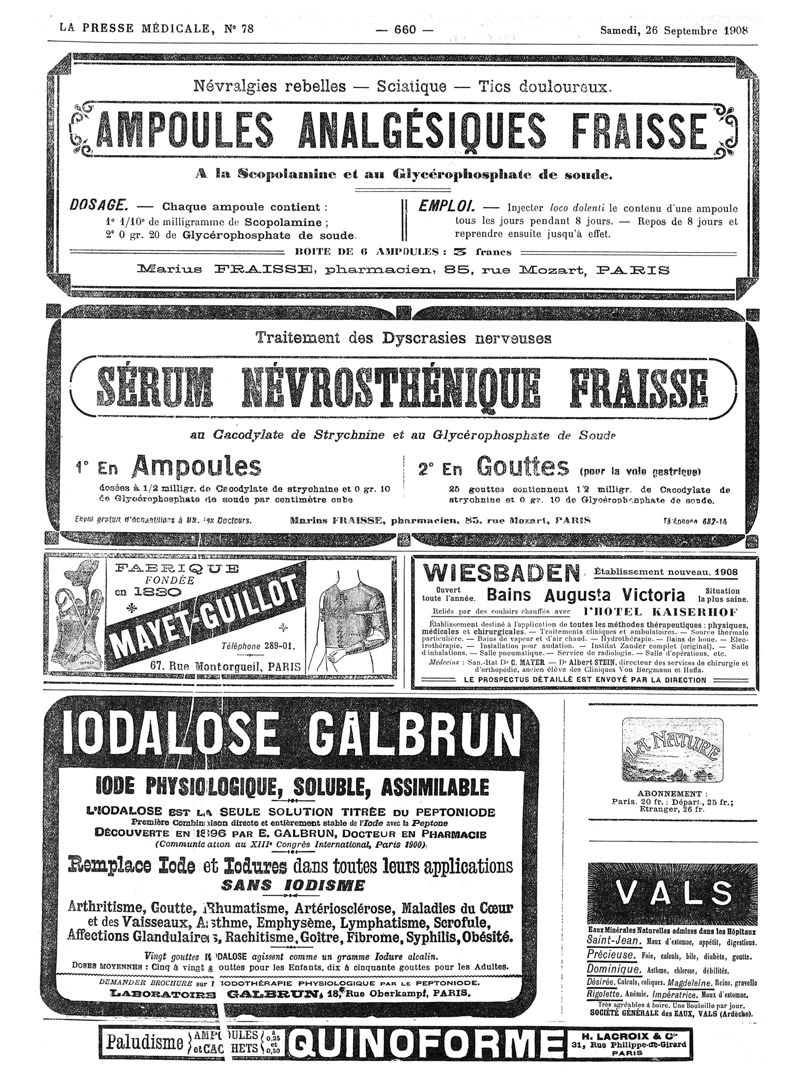 LA PRESSE MÉDICALE, N° 78
— 660 —
Samedi, 26 Septembre 1908
Névralgies rebelles — Sciatique — Tics douloureux.
AMPOULES ANALGÉSIQUES FRAISSE
A la Scopolamine et au Glycérophosphate de soude.
DOSAGE. — Chaque ampoule contient :
1° 1/10e de milligramme de Scopolamine ;
2° 0 gr. 20 de Glycérophosphate de soude.
EMPLOI. — Injecter loco dolenti le contenu d'une ampoule
tous les jours pendant 8 jours. — Repos de 8 jours et
reprendre ensuite jusqu'à effet.
BOITE DE 6 AMPOULES : 3 francs
Marius FRAISSE, pharmacien, 85, rue Mozart, PARIS
Traitement des Dyscrasies nerveuses
SÉRUM NÉVROSTHÉNIQUE FRAISSE
au Cacodylate de Strychnine et au Glycérophosphate de Soude
1° En Ampoules
dosées à 1/2 milligr. de Cacodylate de strychnine et 0 gr. 10
de Glycérophosphate de soude par centimètre cube
2° En Gouttes (pour la voie gastrique)
25 gouttes contiennent 1/2 milligr. de Cacodylate de
strychnine et 0 gr. 10 de Glycérophosphate de soude.
Envoi gratuit d'échantillons à MM. les Docteurs.
Marius FRAISSE, pharmacien, 85, rue Mozart, PARIS
Téléphone 682-16
FABRIQUE
FONDÉE
en 1830
MAYET-GUILLOT
Téléphone 289-01.
67, Rue Montorgueil, PARIS
WIESBADEN Établissement nouveau, 1908
Ouvert
toute l'année.
Bains Augusta Victoria
Situation
la plus saine.
Reliés par des couloirs chauffés avec l'HOTEL KAISERHOF
Établissement destiné à l'application de toutes les méthodes thérapeutiques : physiques,
médicales et chirurgicales. — Traitements cliniques et ambulatoires. — Source thermale
particulière. — Bains de vapeur et d'air chaud. — Hydrothérapie. — Bains de boue. — Elec-
trothérapie. — Installation pour sudation. — Institut Zander complet (original). — Salle
d'inhalations. — Salle pneumatique. — Service de radiologie. — Salle d'opérations, etc.
Médecins : San.-Rat Dr C. MAYER — Dr Albert STEIN, directeur des services de chirurgie et
d'orthopédie, ancien élève des Cliniques Von Bergmann et Hoffa.
LE PROSPECTUS DÉTAILLÉ EST ENVOYÉ PAR LA DIRECTION
IODALOSE GALBRUN
IODE PHYSIOLOGIQUE, SOLUBLE, ASSIMILABLE
L'IODALOSE EST LA SEULE SOLUTION TITRÉE DU PEPTONIODE
Première Combinaison directe et entièrement stable de l'Iode avec la Peptone
DÉCOUVERTE EN 1896 PAR E. GALBRUN, DOCTEUR EN PHARMACIE
(Communication au XIIIe Congrès International, Paris 1900).
Remplace Iode et Iodures dans toutes leurs applications
SANS IODISME
Arthritisme, Goutte, Rhumatisme, Artériosclérose, Maladies du Cœur
et des Vaisseaux, Asthme, Emphysème, Lymphatisme, Scrofule,
Affections Glandulaires, Rachitisme, Goître, Fibrome, Syphilis, Obésité.
Vingt gouttes IODALOSE agissent comme un gramme Iodure alcalin.
DOSES MOYENNES : Cinq à vingt gouttes pour les Enfants, dix à cinquante gouttes pour les Adultes.
DEMANDER BROCHURE sur l'IODOTHÉRAPIE PHYSIOLOGIQUE PAR LE PEPTONIODE.
LABORATOIRE GALBRUN, 18, Rue Oberkampf, PARIS.
LA NATURE
ABONNEMENT :
Paris. 20 fr. ; Départ., 25 fr.;
Etranger, 26 fr.
VALS
Eaux Minérales Naturelles admises dans les Hôpitaux
Saint-Jean. Maux d'estomac, appétit, digestions.
Précieuse. Foie, calculs, bile, diabète, goutte.
Dominique. Asthme, chlorose, débilités.
Désirée. Calculs, coliques. Magdeleine. Reins, gravelle
Rigolette. Anémie. Impératrice. Maux d'estomac.
Très agréables à boire. Une Bouteille par jour.
SOCIÉTÉ GÉNÉRALE des EAUX, VALS (Ardèche).
Paludisme
AMPOULES
et CACHETS
à 0,25
et 0,50
QUINOFORME
H. LACROIX & Cie
31, Rue Philippe-de-Girard
PARIS